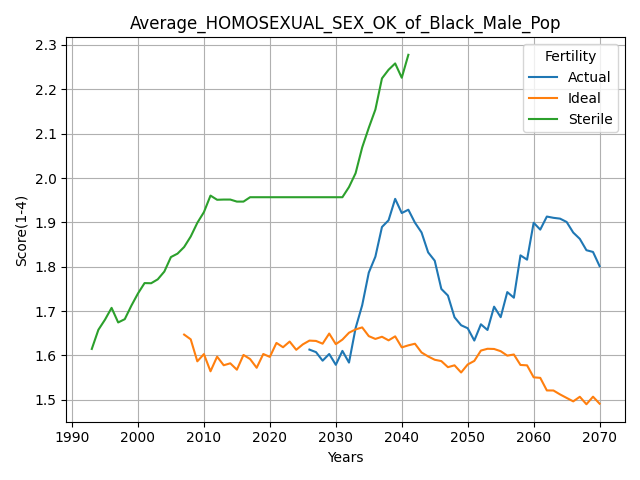 Average_HOMOSEXUAL_SEX_OK_of_Black_Male_Pop
Fertility
Actual
Ideal
Sterile
Score(1-4)
2.3
2.2
2.1
2.0
1.9
1.8
1.7
1.6
1.5
1990 2000 2010 2020 2030 2040 2050 2060 2070
Years